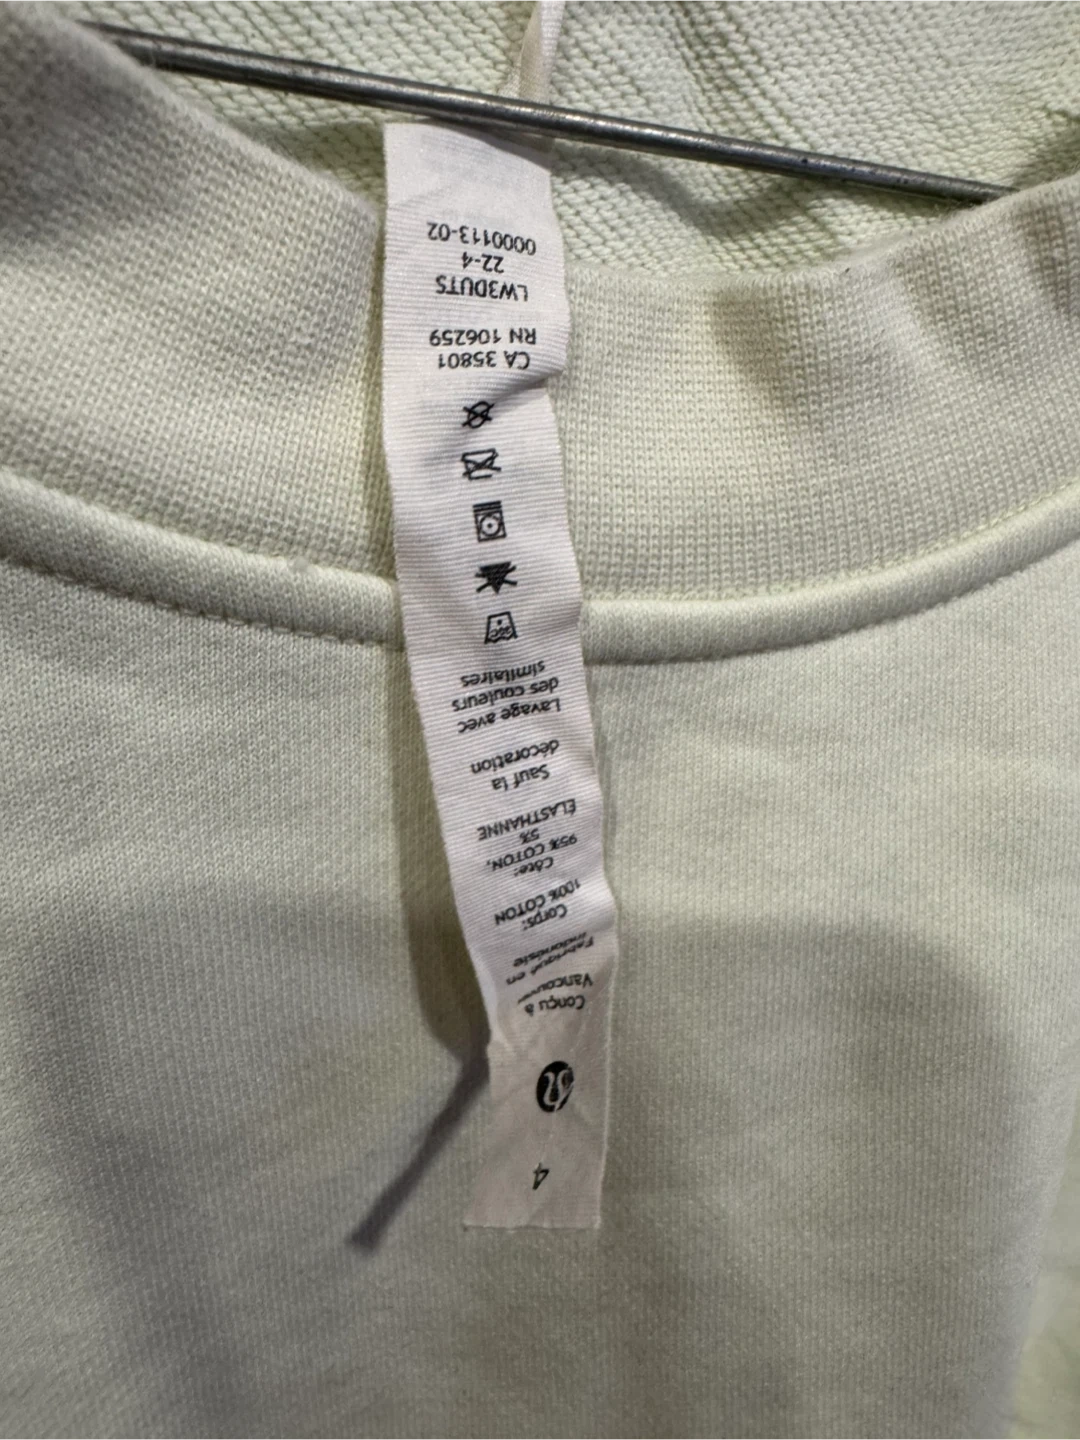 4
Conçu à
Vancouver
Fabriqué en
Indonésie
Corps:
100% COTON
Côte:
95% COTON,
5%
ÉLASTHANNE
Sauf la
décoration
Lavage avec
des couleurs
similaires
CA 35801
RN 106259
LW3DUTS
22-4
0000113-02